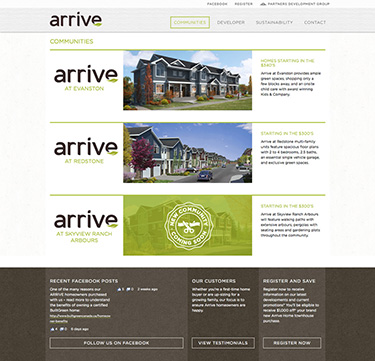 FACEBOOK
REGISTER
PARTNERS DEVELOPMENT GROUP
arrive
COMMUNITIES
DEVELOPER
SUSTAINABILITY
CONTACT
COMMUNITIES
arrive
AT EVANSTON
HOMES STARTING IN THE
Arrive at Evanston provides ample
green spaces, shopping only a
few blocks away and an onsite
child care with award winning
Kids & Company.
arrive
AT REDSTONE
STARTING IN THE $300'S
Arrive at Redstone multi-family
units feature spacious floor plans
with 2 to 4 bedrooms, 2.5 baths,
an essential single vehicle garage,
and exclusive green spaces.
arrive
AT SKYVIEW RANCH
ARBOURS
NEW COMMUNITY
COMING SOON
STARTING IN THE $200'S
Arrive at Skyview Ranch Arbours
will feature walking paths with
extensive arbours, pergolas with
seating areas and gardening plots
throughout the community.
RECENT FACEBOOK POSTS
One of the many reasons our
ARRIVE homeowners purchased
with us - read more to understand
the benefits of owning a certified
BuiltGreen home:
2 weeks ago
6 days ago
FOLLOW US ON FACEBOOK
OUR CUSTOMERS
Whether you're a first-time home
buyer or are upsizing for a
growing family, our focus is to
ensure Arrive homeowners are
happy.
VIEW TESTIMONIALS
REGISTER AND SAVE
Register now to receive
information on our latest
developments and current
promotions* You'll be eligible to
receive $1,000 off* your brand
new Arrive Home townhouse
purchase.
REGISTER NOW